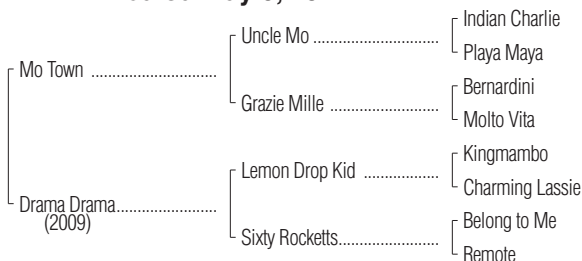 Indian Charlie
Uncle Mo
Playa Maya
Mo Town
Bernardini
Grazie Mille
Molto Vita
Kingmambo
Lemon Drop Kid
Charming Lassie
Drama Drama
(2009)
Belong to Me
Sixty Rocketts
Remote